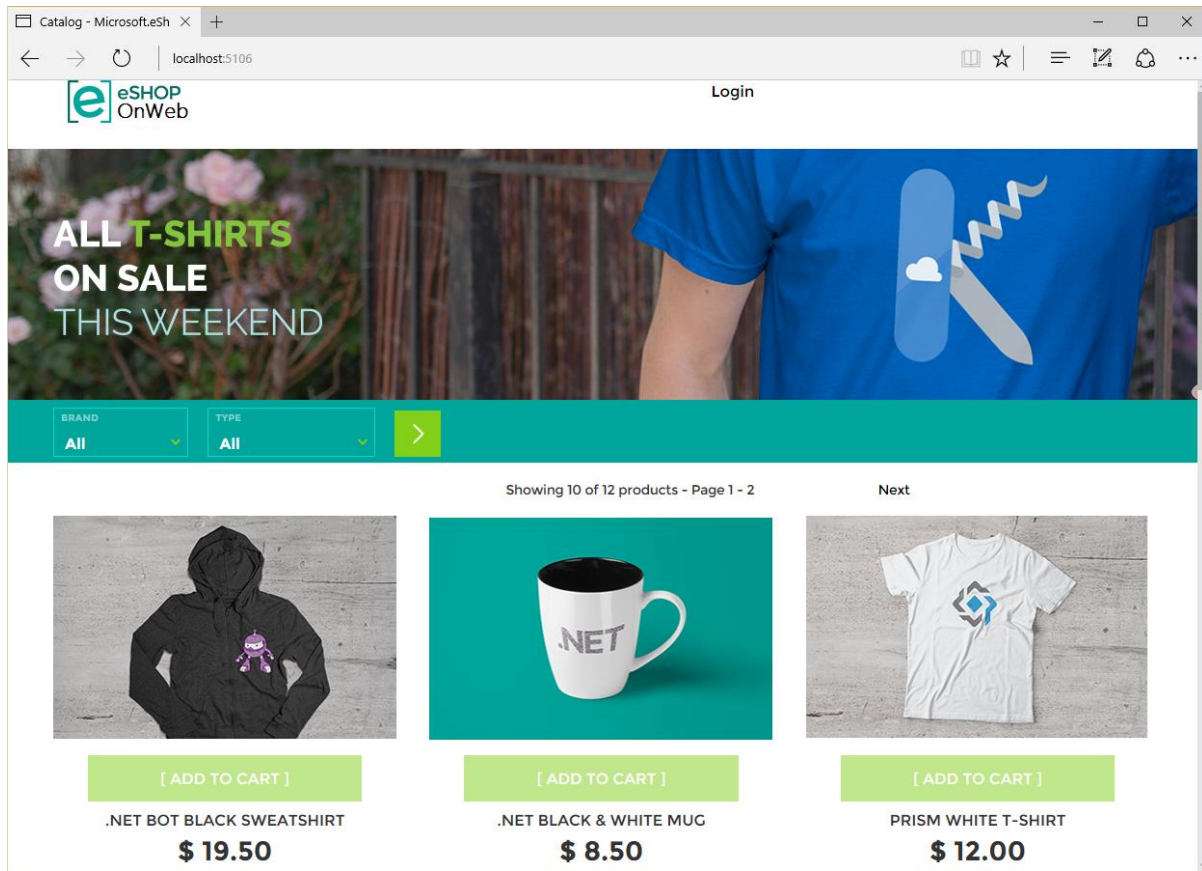 Catalog - Microsoft.eSh
localhost:5106
eSHOP
OnWeb
Login
ALL T-SHIRTS
ON SALE
THIS WEEKEND
BRAND
All
TYPE
All
Showing 10 of 12 products - Page 1 - 2
Next
.NET
[ ADD TO CART ]
[ ADD TO CART ]
[ ADD TO CART ]
.NET BOT BLACK SWEATSHIRT
.NET BLACK & WHITE MUG
PRISM WHITE T-SHIRT
$ 19.50
$ 8.50
$ 12.00